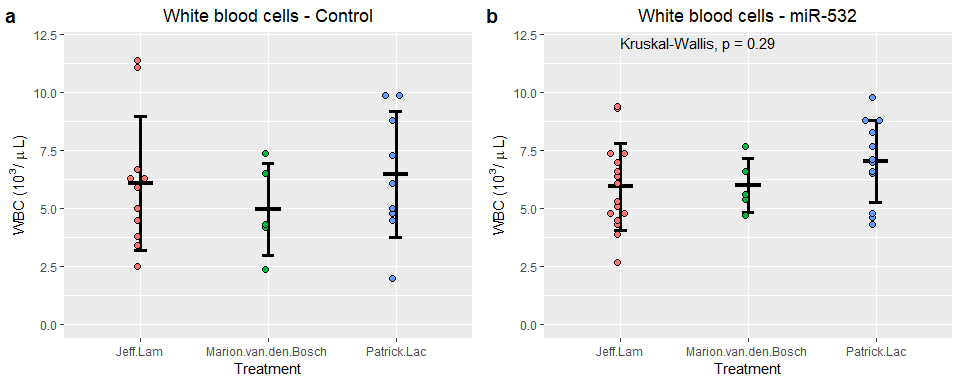 a
White blood cells - Control
12.5
10.0
7.5
5.0
2.5
0.0
WBC (10³/ μ L)
Jeff.Lam
Marion.van.den.Bosch
Patrick.Lac
Treatment
b
White blood cells - miR-532
Kruskal-Wallis, p = 0.29
12.5
10.0
7.5
5.0
2.5
0.0
WBC (10³/ μ L)
Jeff.Lam
Marion.van.den.Bosch
Patrick.Lac
Treatment